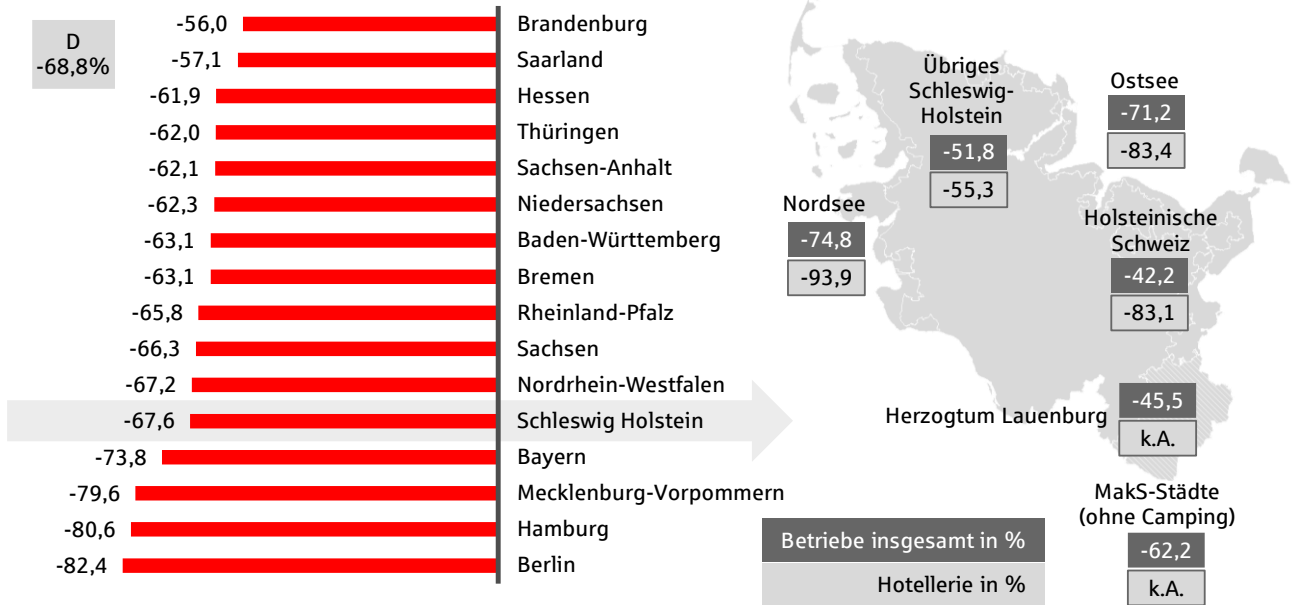 D
-68,8%
-56,0 Brandenburg
-57,1 Saarland
-61,9 Hessen
-62,0 Thüringen
-62,1 Sachsen-Anhalt
-62,3 Niedersachsen
-63,1 Baden-Württemberg
-63,1 Bremen
-65,8 Rheinland-Pfalz
-66,3 Sachsen
-67,2 Nordrhein-Westfalen
-67,6 Schleswig Holstein
-73,8 Bayern
-79,6 Mecklenburg-Vorpommern
-80,6 Hamburg
-82,4 Berlin
Übriges
Schleswig-
Holstein
-51,8
-55,3
Ostsee
-71,2
-83,4
Nordsee
-74,8
-93,9
Holsteinische
Schweiz
-42,2
-83,1
Herzogtum Lauenburg
-45,5
k.A.
MakS-Städte
(ohne Camping)
-62,2
k.A.
Betriebe insgesamt in %
Hotellerie in %